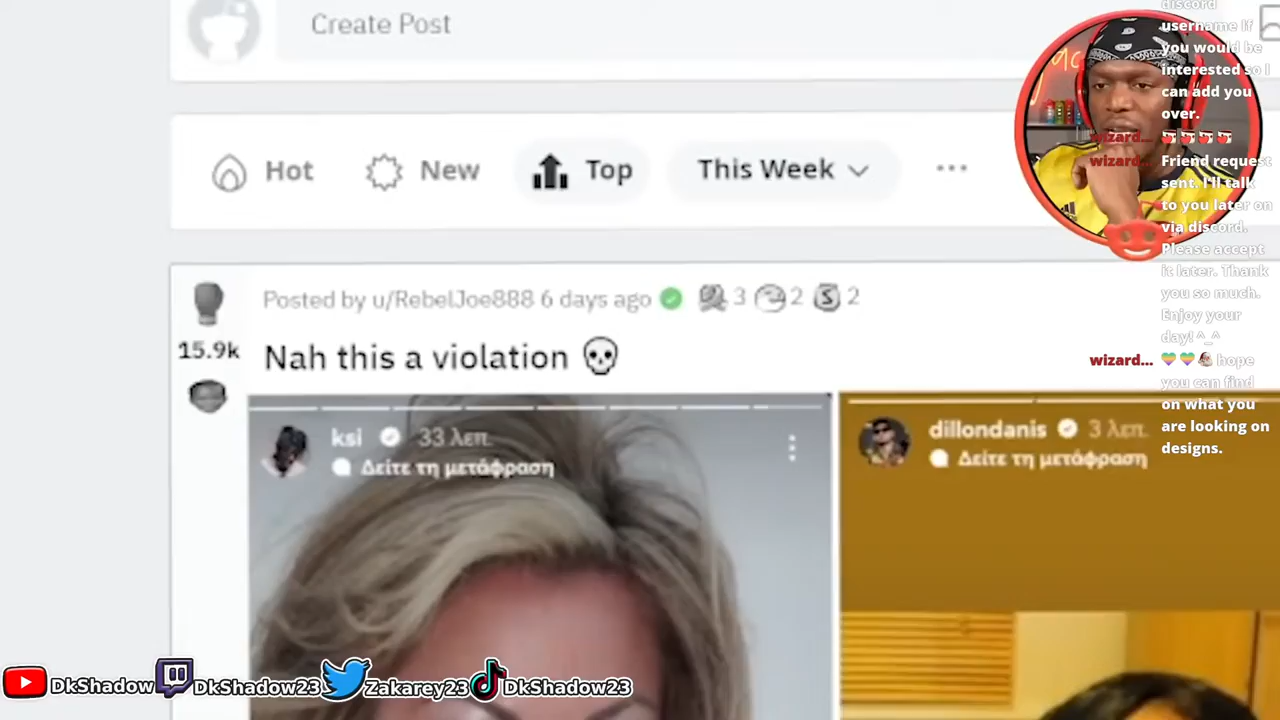 Create Post
Hot
New
Top
This Week
Posted by u/RebelJoe888 6 days ago
3
2
2
15.9k
Nah this a violation
ksi 33 λεπ.
Δείτε τη μετάφραση
dillondanis 3 λεπ.
Δείτε τη μετάφραση
discord
username If
you would be
interested so I
can add you
over.
wizard...
wizard... Friend request
sent. I'll talk
to you later on
via discord.
Please accept
it later. Thank
you so much.
Enjoy your
day! ^_^
wizard... hope
you can find
on what you
are looking on
designs.
DkShadow
DkShadow23
Zakarey23
DkShadow23